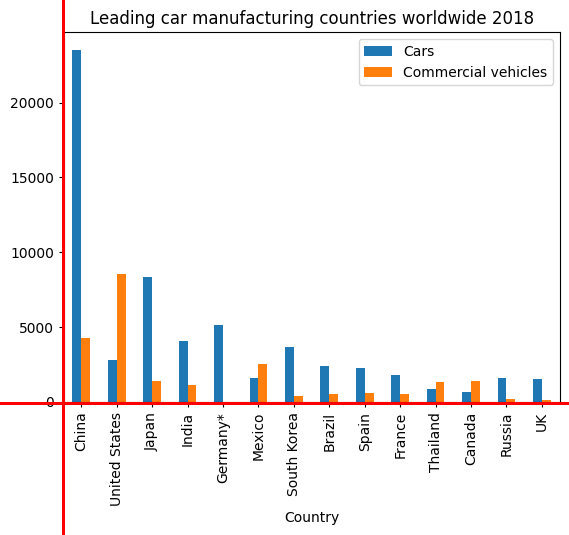 Leading car manufacturing countries worldwide 2018
Cars
Commercial vehicles
20000
15000
10000
5000
0
China
United States
Japan
India
Germany*
Mexico
South Korea
Brazil
Spain
France
Thailand
Canada
Russia
UK
Country